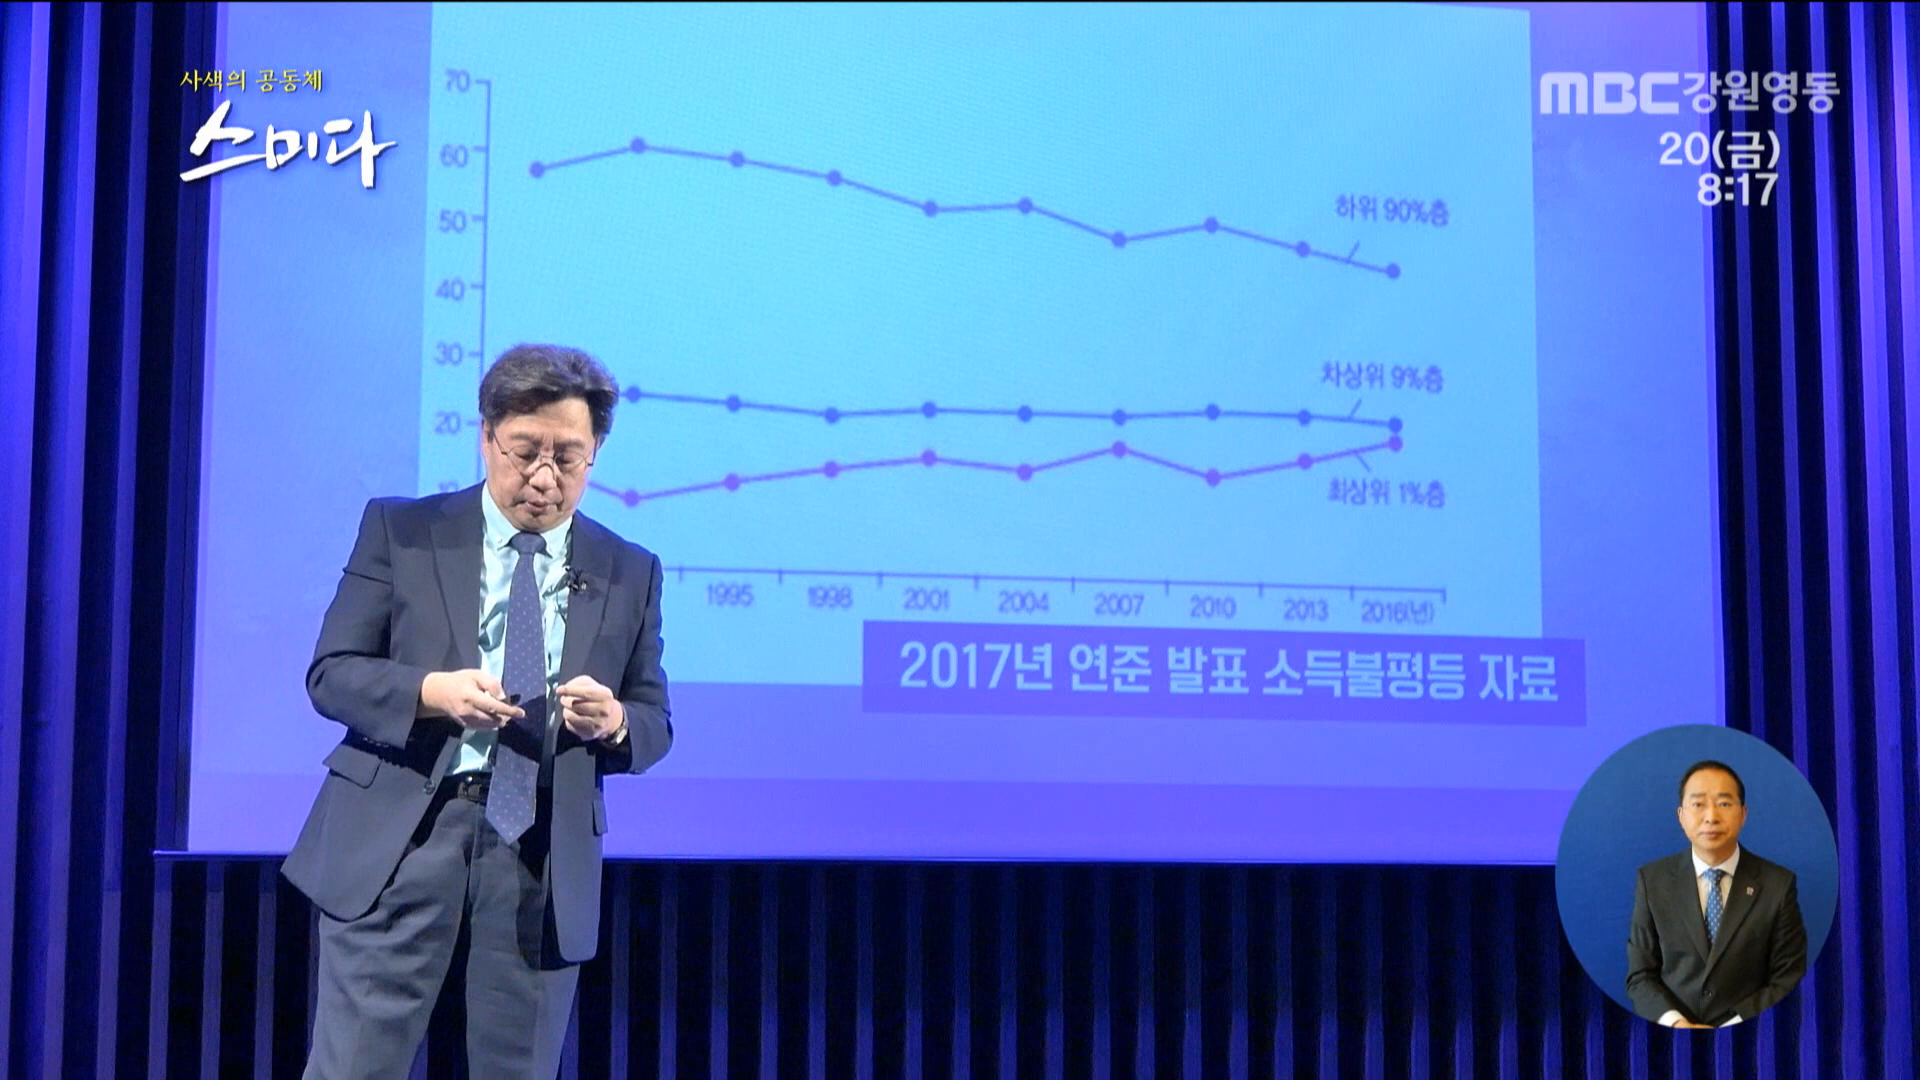 사색의 공동체
스미다
MBC강원영동
20(금)
8:17
70
60
50
40
30
20
하위 90%층
차상위 9%층
최상위 1%층
1995 1998 2001 2004 2007 2010 2013 2016(년)
2017년 연준 발표 소득불평등 자료